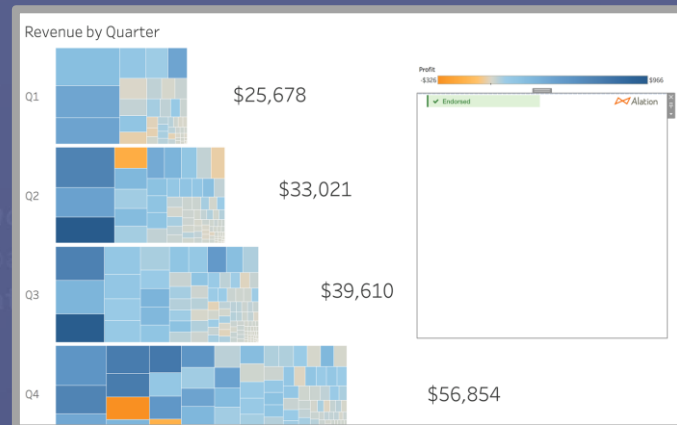 Revenue by Quarter
Profit
-$326 $966
✔ Endorsed Alation
Q1 $25,678
Q2 $33,021
Q3 $39,610
Q4 $56,854